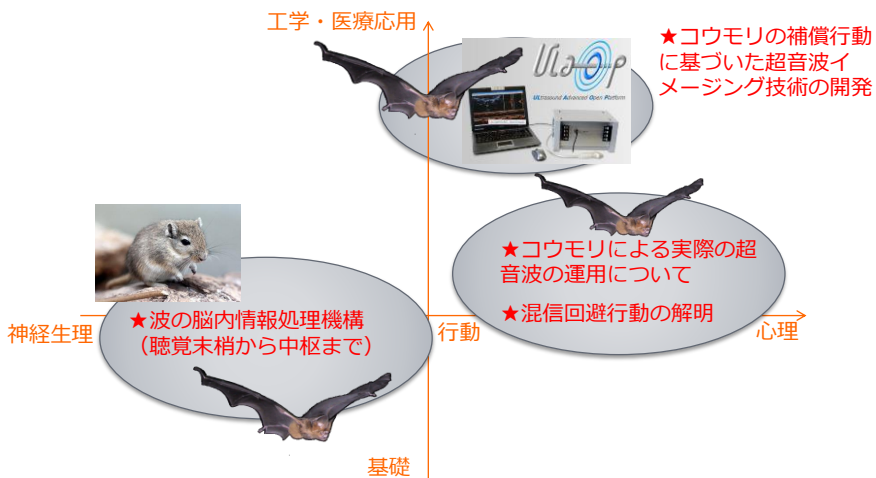 工学・医療応用
★コウモリの補償行動
に基づいた超音波イ
メージング技術の開発
Ula-Op
ULtrasound Advanced Open Platform
★コウモリによる実際の超
音波の運用について
★混信回避行動の解明
★波の脳内情報処理機構
（聴覚末梢から中枢まで）
神経生理
行動
心理
基礎